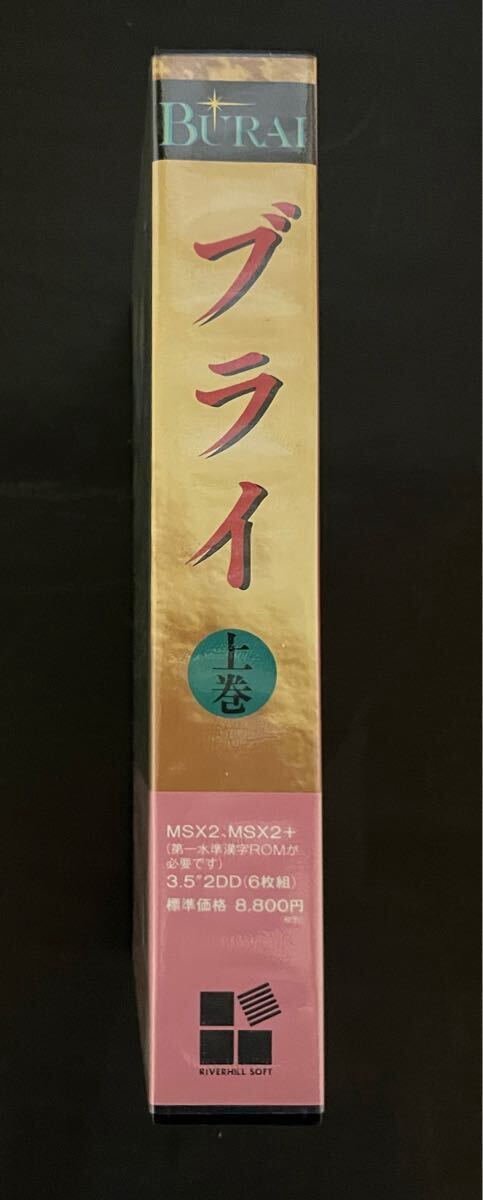 BURAI
ブライ
上巻
MSX2、MSX2+
(第一水準漢字ROMが
必要です)
3.5"2DD(6枚組)
標準価格 8,800円
RIVERHILL SOFT